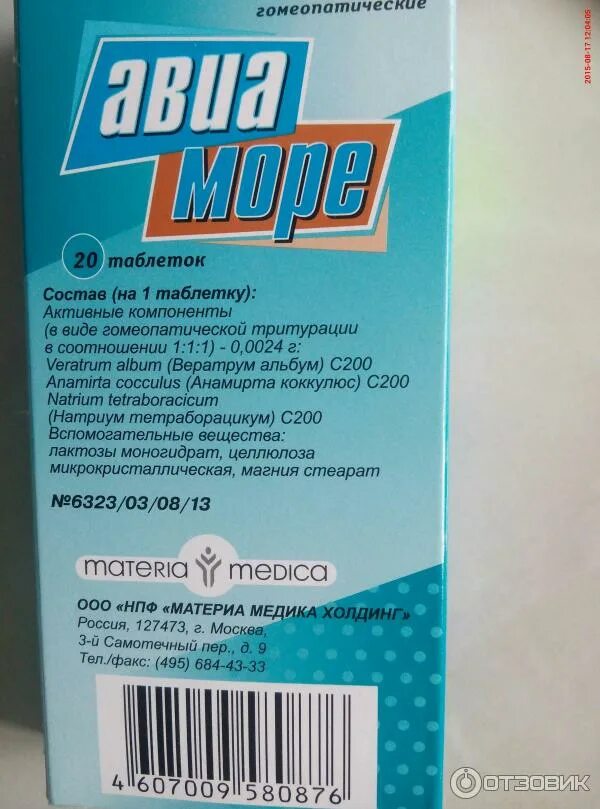 гомеопатические
2015-08-17 12:04:05
АВИА
МОРЕ
20 таблеток
Состав (на 1 таблетку):
Активные компоненты
(в виде гомеопатической тритурации
в соотношении 1:1:1) - 0,0024 г:
Veratrum album (Вератрум альбум) С200
Anamirta cocculus (Анамирта коккулюс) С200
Natrium tetraboracicum
(Натриум тетраборацикум) С200
Вспомогательные вещества:
лактозы моногидрат, целлюлоза
микрокристаллическая, магния стеарат
№6323/03/08/13
materia medica
ООО «НПФ «МАТЕРИА МЕДИКА ХОЛДИНГ»
Россия, 127473, г. Москва,
3-й Самотечный пер., д. 9
Тел./факс: (495) 684-43-33
4 607009 580876
ОТЗОВИК